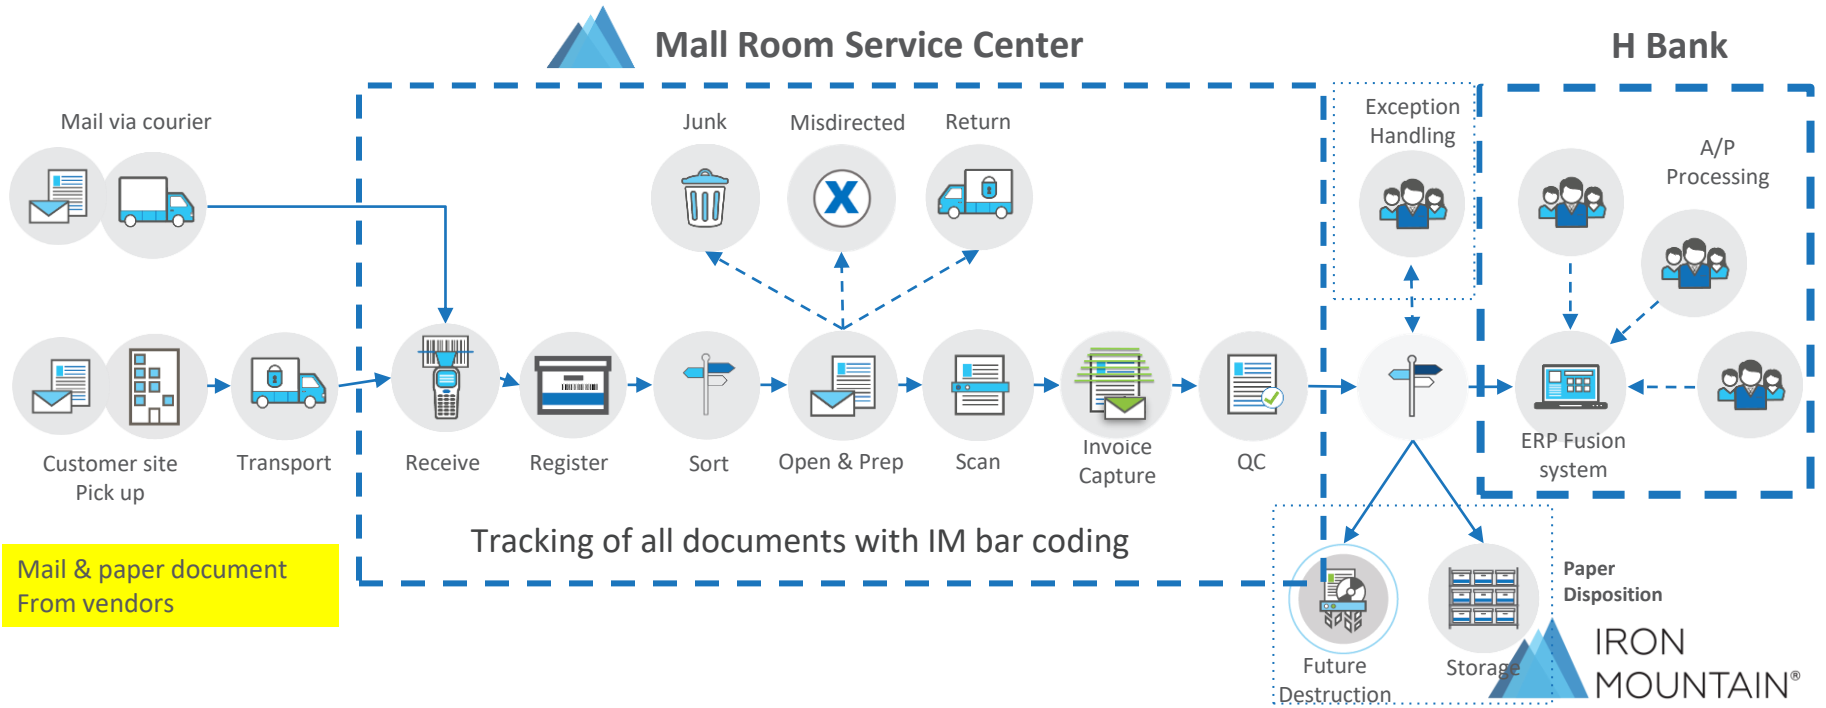 Mall Room Service Center
H Bank
Mail via courier
Junk
Misdirected
Return
Exception
Handling
A/P
Processing
X
Customer site
Pick up
Transport
Receive
Register
Sort
Open & Prep
Scan
Invoice
Capture
QC
ERP Fusion
system
Tracking of all documents with IM bar coding
Mail & paper document
From vendors
Paper
Disposition
Future
Destruction
Storage
IRON
MOUNTAIN®